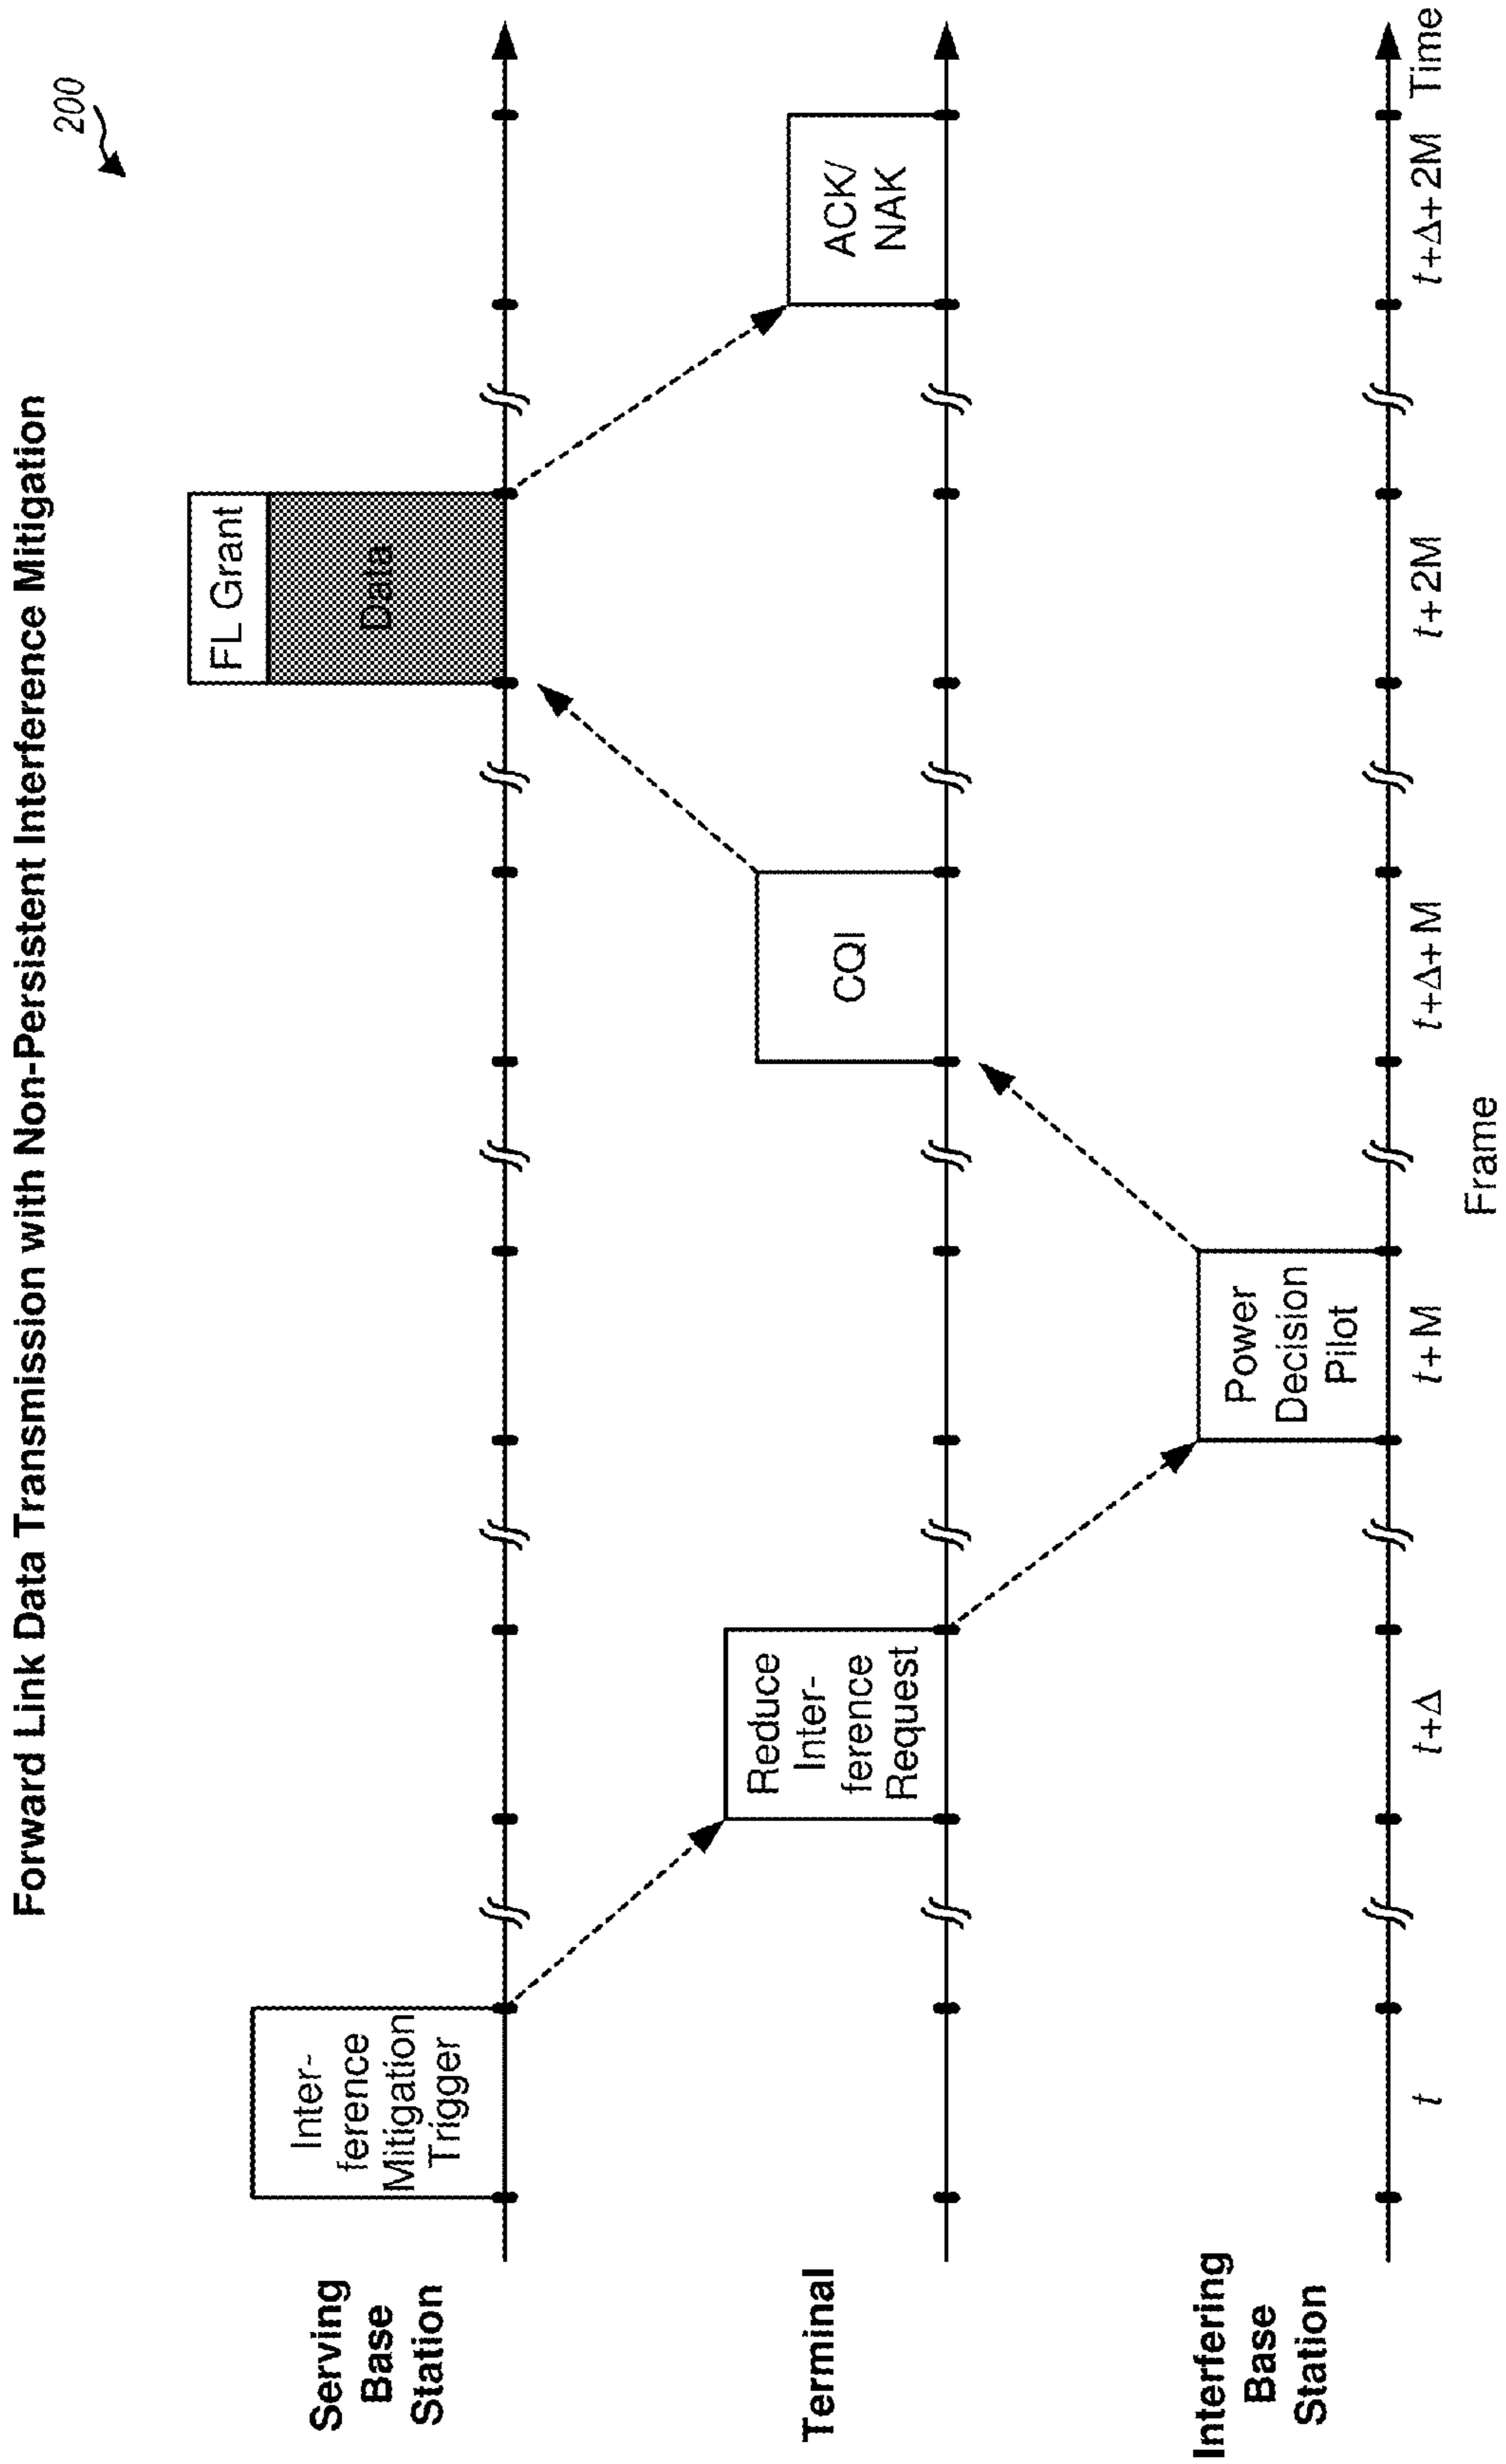 Forward Link Data Transmission with Non-Persistent Interference Mitigation
200
Serving
Base
Station
Inter-
ference
Mitigation
Trigger
FL Grant
Data
Terminal
Reduce
Inter-
ference
Request
CQI
ACK/
NAK
Interfering
Base
Station
Power
Decision
Pilot
t
t+Δ
t+M
t+Δ+M
t+2M
t+Δ+2M
Time
Frame